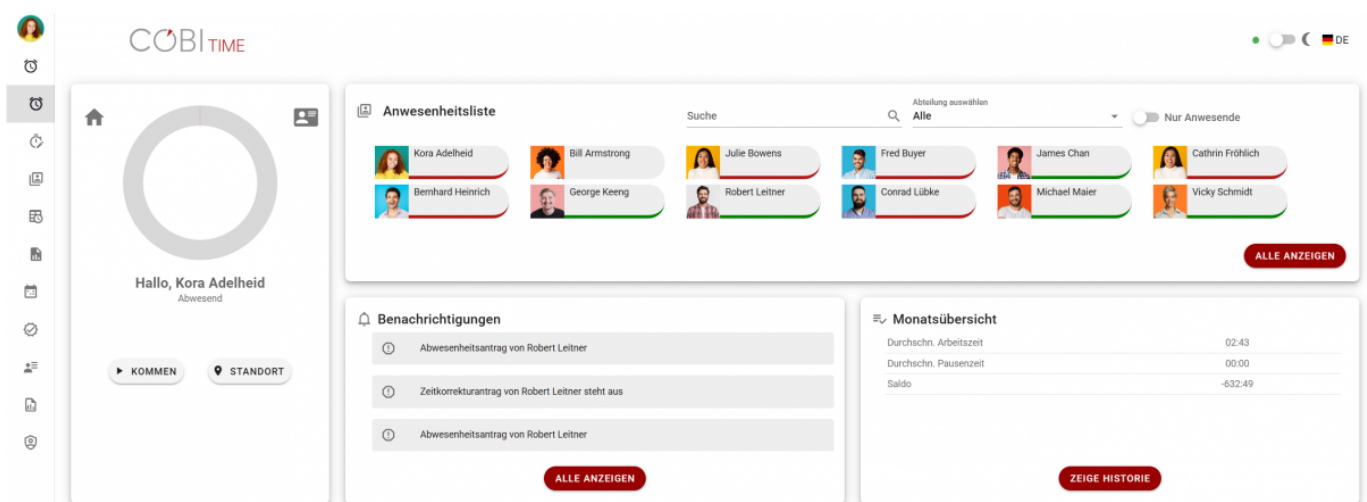 COBI TIME
DE
Hallo, Kora Adelheid
Abwesend
KOMMEN
STANDORT
Anwesenheitsliste
Suche
Abteilung auswählen
Alle
Nur Anwesende
Kora Adelheid
Bill Armstrong
Julie Bowens
Fred Buyer
James Chan
Cathrin Fröhlich
Bernhard Heinrich
George Keeng
Robert Leitner
Conrad Lübke
Michael Maier
Vicky Schmidt
ALLE ANZEIGEN
Benachrichtigungen
Abwesenheitsantrag von Robert Leitner
Zeitkorrekturantrag von Robert Leitner steht aus
Abwesenheitsantrag von Robert Leitner
ALLE ANZEIGEN
Monatsübersicht
Durchschn. Arbeitszeit 02:43
Durchschn. Pausenzeit 00:00
Saldo -632:49
ZEIGE HISTORIE